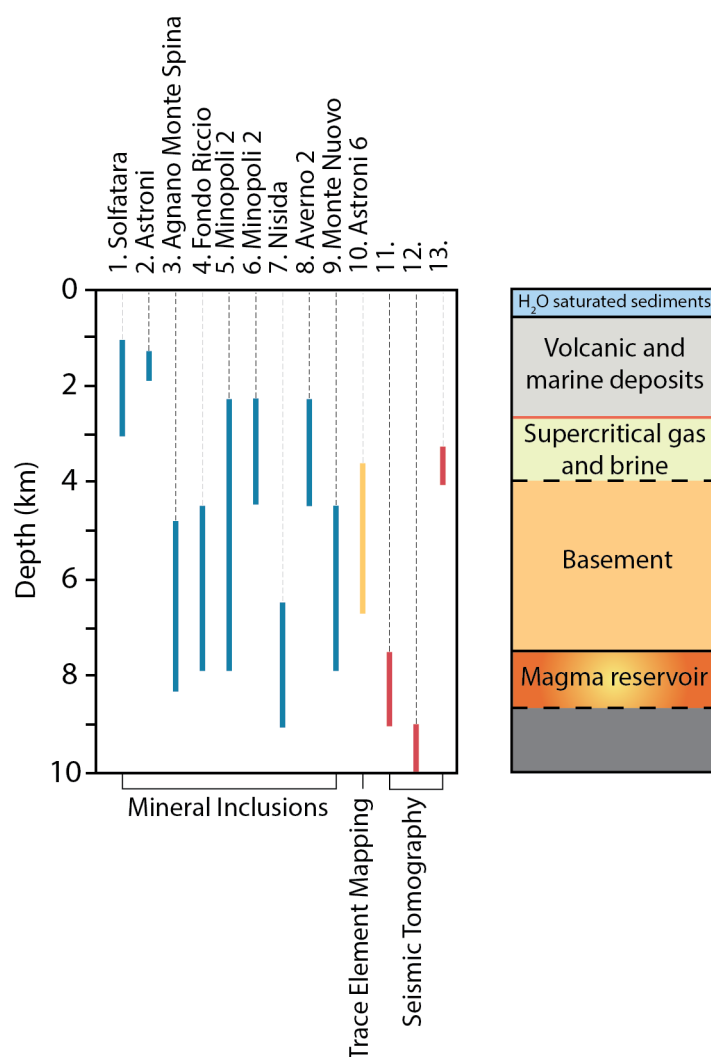 1. Solfatara
2. Astroni
3. Agnano Monte Spina
4. Fondo Riccio
5. Minopoli 2
6. Minopoli 2
7. Nisida
8. Averno 2
9. Monte Nuovo
10. Astroni 6
11.
12.
13.
Depth (km)
0
2
4
6
8
10
Mineral Inclusions
Trace Element Mapping
Seismic Tomography
H₂O saturated sediments
Volcanic and
marine deposits
Supercritical gas
and brine
Basement
Magma reservoir